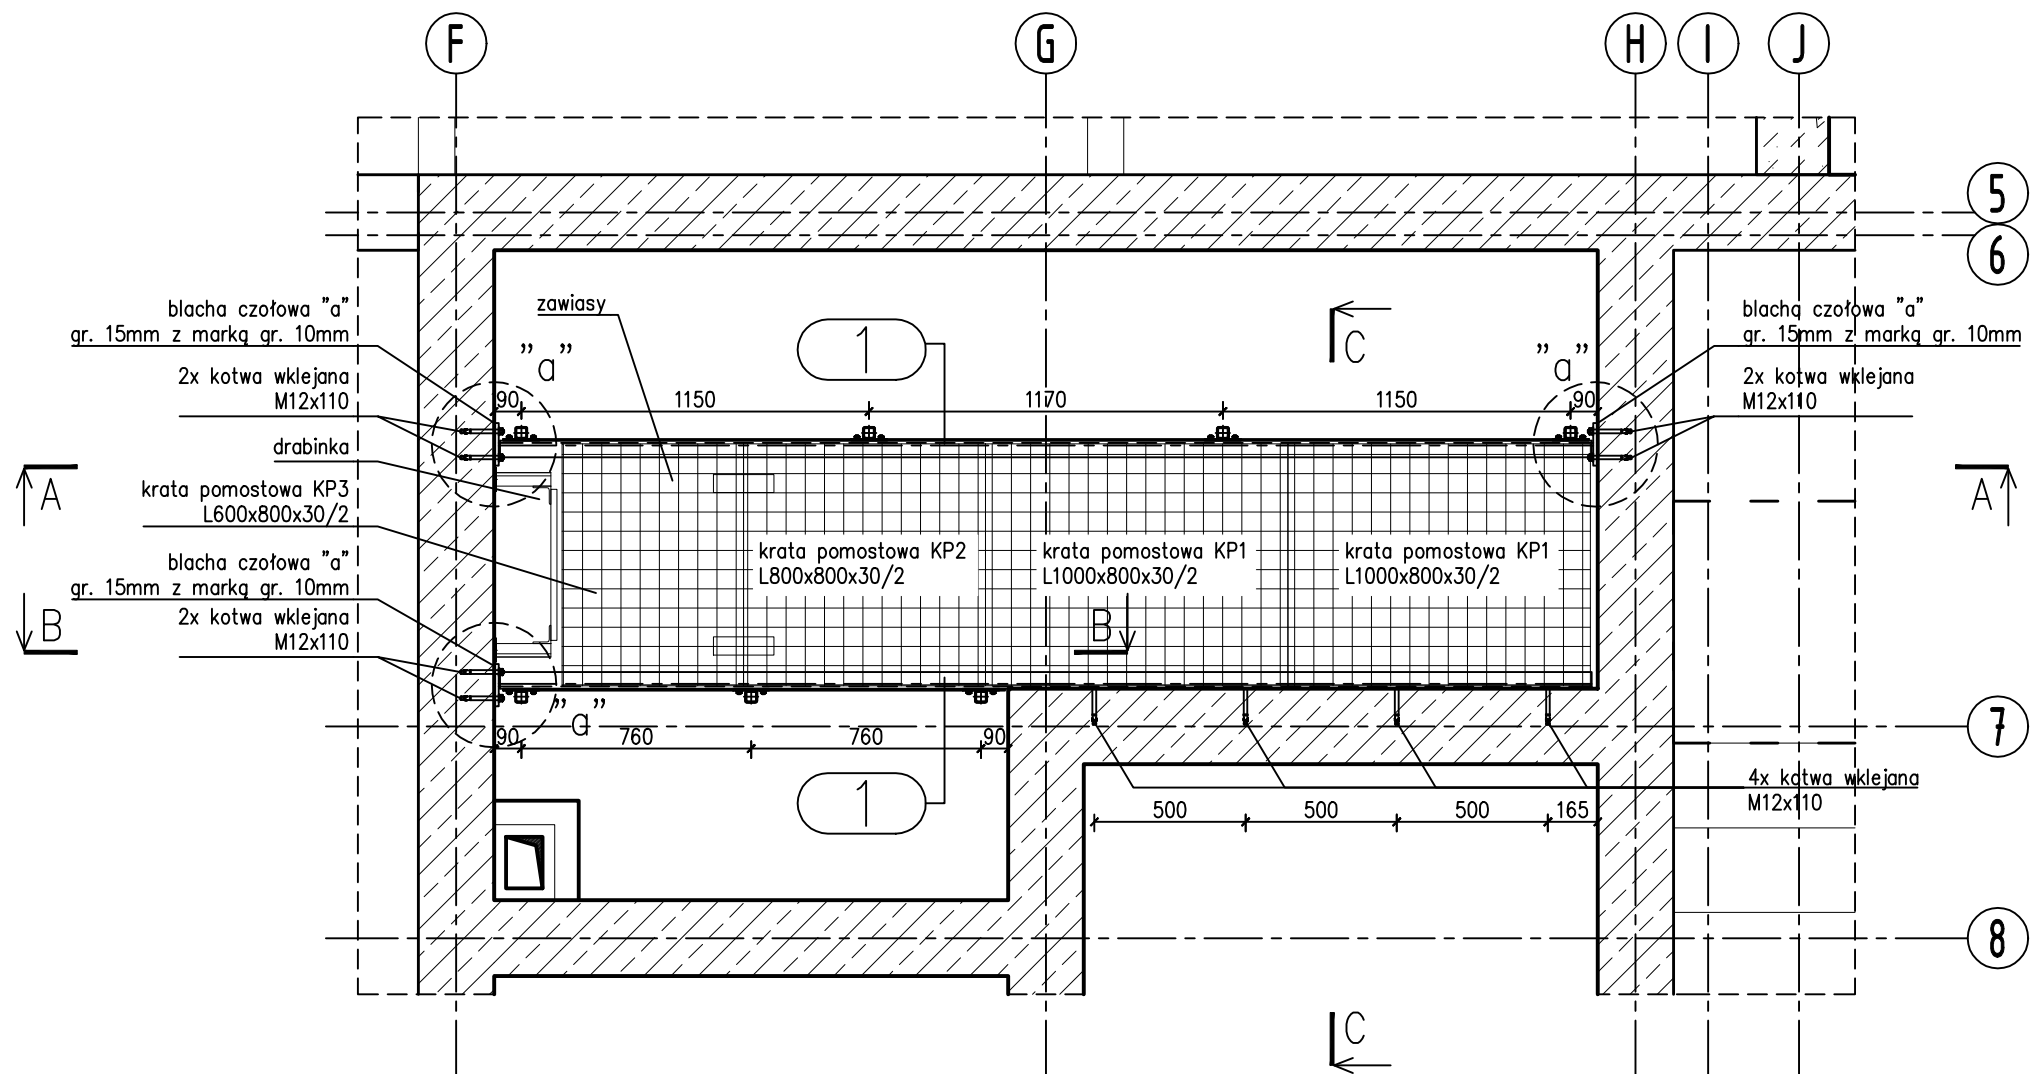 F
G
H
I
J
5
6
blacha czołowa "a"
gr. 15mm z marką gr. 10mm
2x kotwa wklejana
M12x110
drabinka
krata pomostowa KP3
L600x800x30/2
blacha czołowa "a"
gr. 15mm z marką gr. 10mm
2x kotwa wklejana
M12x110
zawiasy
1
"a"
"a"
C
90
1150
1170
1150
90
blacha czołowa "a"
gr. 15mm z marką gr. 10mm
2x kotwa wklejana
M12x110
A
A
B
B
krata pomostowa KP2
L800x800x30/2
krata pomostowa KP1
L1000x800x30/2
krata pomostowa KP1
L1000x800x30/2
"a"
90
760
760
90
7
1
4x kotwa wklejana
M12x110
500
500
500
165
8
C